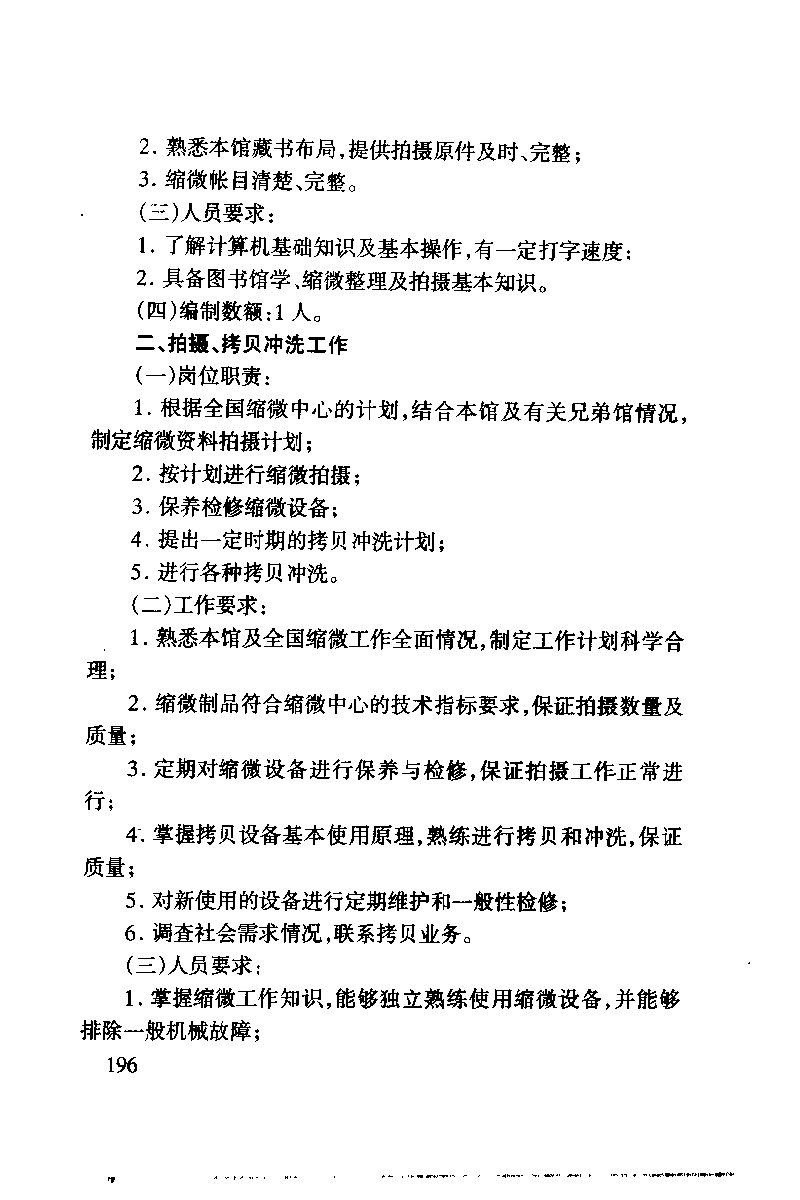 2. 熟悉本馆藏书布局,提供拍摄原件及时、完整;
3. 缩微帐目清楚、完整。
(三)人员要求:
1. 了解计算机基础知识及基本操作,有一定打字速度;
2. 具备图书馆学、缩微整理及拍摄基本知识。
(四)编制数额:1 人。
二、拍摄、拷贝冲洗工作
(一)岗位职责:
1. 根据全国缩微中心的计划,结合本馆及有关兄弟馆情况,
制定缩微资料拍摄计划;
2. 按计划进行缩微拍摄;
3. 保养检修缩微设备;
4. 提出一定时期的拷贝冲洗计划;
5. 进行各种拷贝冲洗。
(二)工作要求:
1. 熟悉本馆及全国缩微工作全面情况,制定工作计划科学合
理;
2. 缩微制品符合缩微中心的技术指标要求,保证拍摄数量及
质量;
3. 定期对缩微设备进行保养与检修,保证拍摄工作正常进
行;
4. 掌握拷贝设备基本使用原理,熟练进行拷贝和冲洗,保证
质量;
5. 对新使用的设备进行定期维护和一般性检修;
6. 调查社会需求情况,联系拷贝业务。
(三)人员要求:
1. 掌握缩微工作知识,能够独立熟练使用缩微设备,并能够
排除一般机械故障;
196